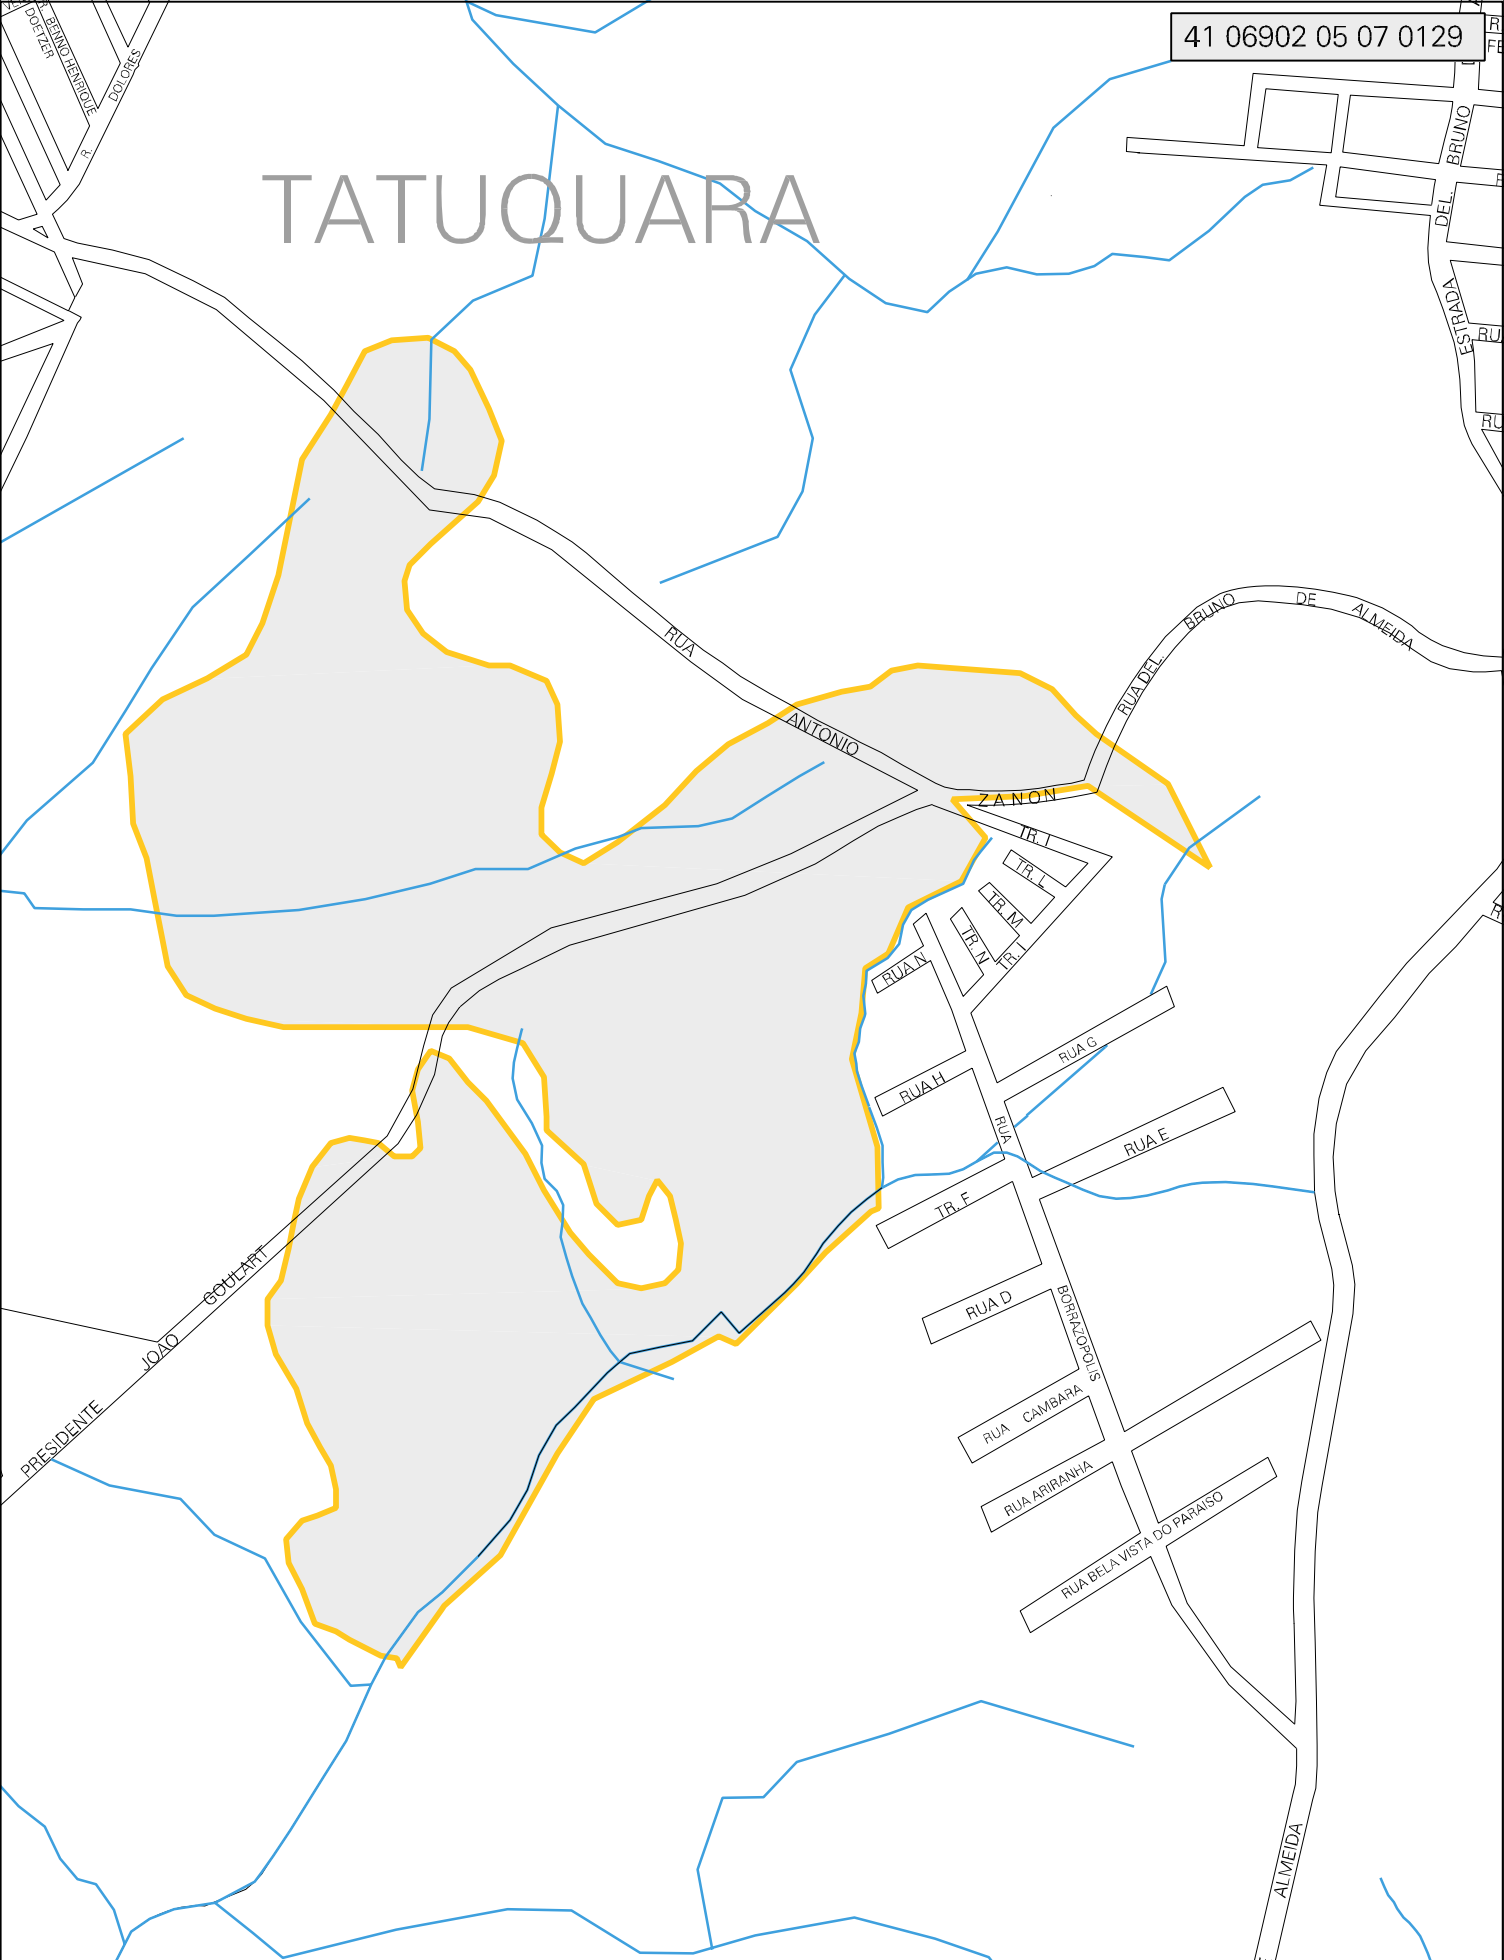 41 06902 05 07 0129
DOETZER
R. BENNO HENRIQUE
R. DOLORES
TATUQUARA
ESTRADA DEL. BRUNO
RUA ANTONIO ZANON
RUA DEL. BRUNO DE ALMEIDA
TR. I
TR. L
TR. M
TR. N
TR. I
RUA N
RUA G
RUA H
RUA E
TR. F
RUA D
RUA BORRAZOPOLIS
RUA CAMBARA
RUA ARIRANHA
RUA BELA VISTA DO PARAISO
PRESIDENTE JOAO GOULART
ALMEIDA